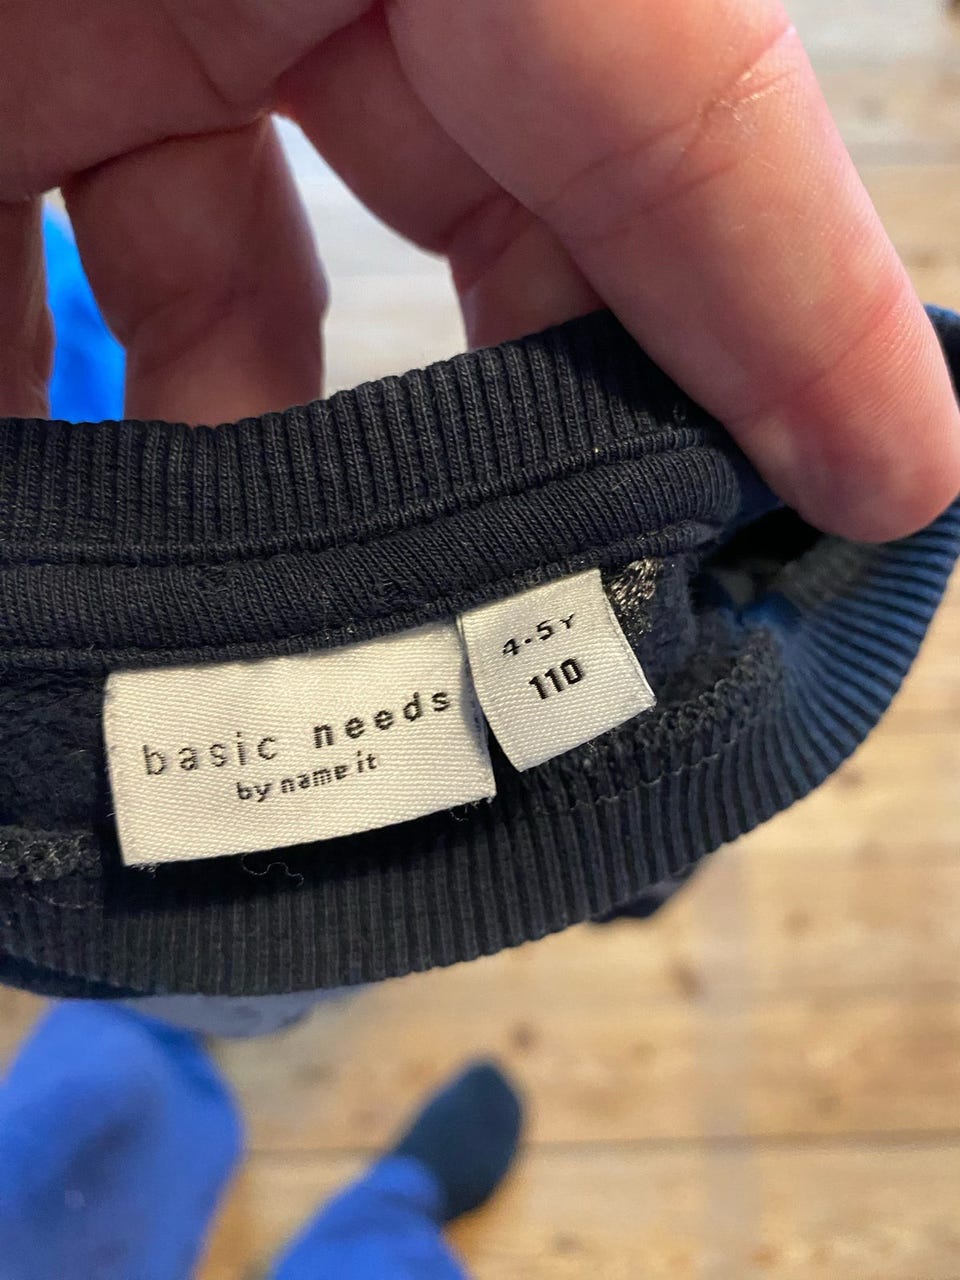 basic needs
by name it
4-5Y
110